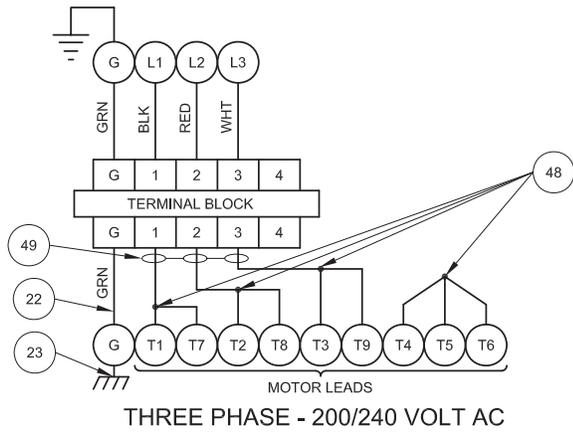 G L1 L2 L3
GRN BLK RED WHT
G 1 2 3 4
TERMINAL BLOCK
G 1 2 3 4
48
49
GRN
22
23
G T1 T7 T2 T8 T3 T9 T4 T5 T6
MOTOR LEADS
THREE PHASE - 200/240 VOLT AC